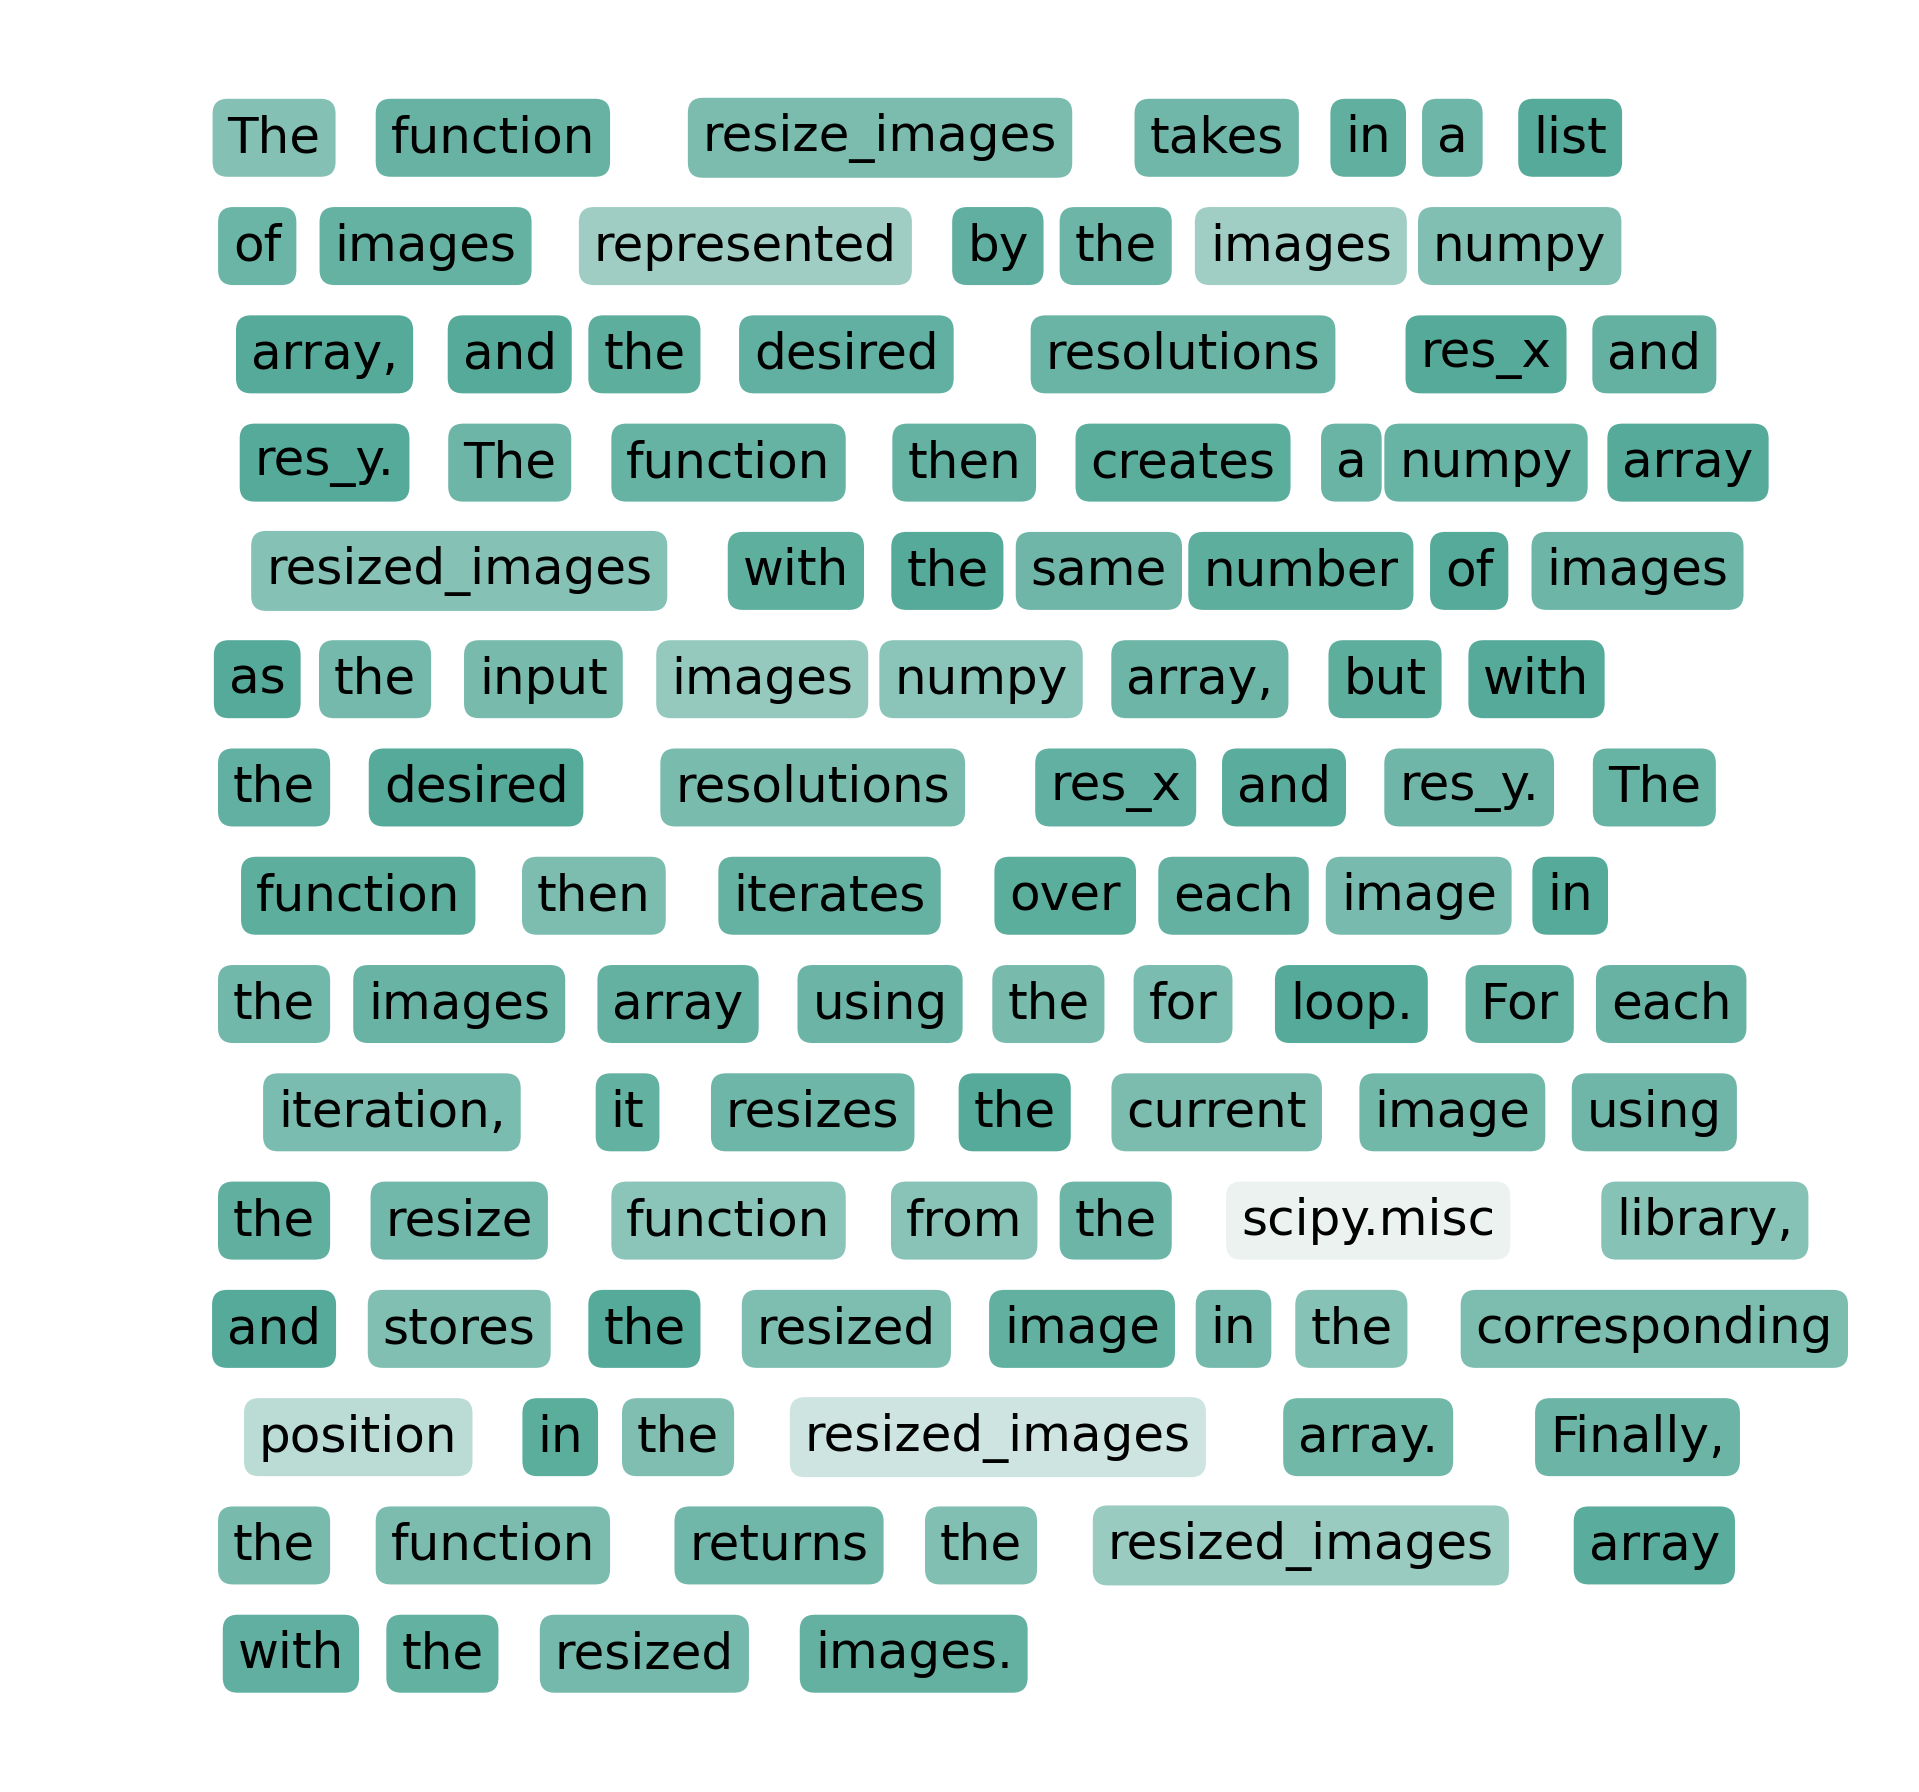 The function resize_images takes in a list
of images represented by the images numpy
array, and the desired resolutions res_x and
res_y. The function then creates a numpy array
resized_images with the same number of images
as the input images numpy array, but with
the desired resolutions res_x and res_y. The
function then iterates over each image in
the images array using the for loop. For each
iteration, it resizes the current image using
the resize function from the scipy.misc library,
and stores the resized image in the corresponding
position in the resized_images array. Finally,
the function returns the resized_images array
with the resized images.